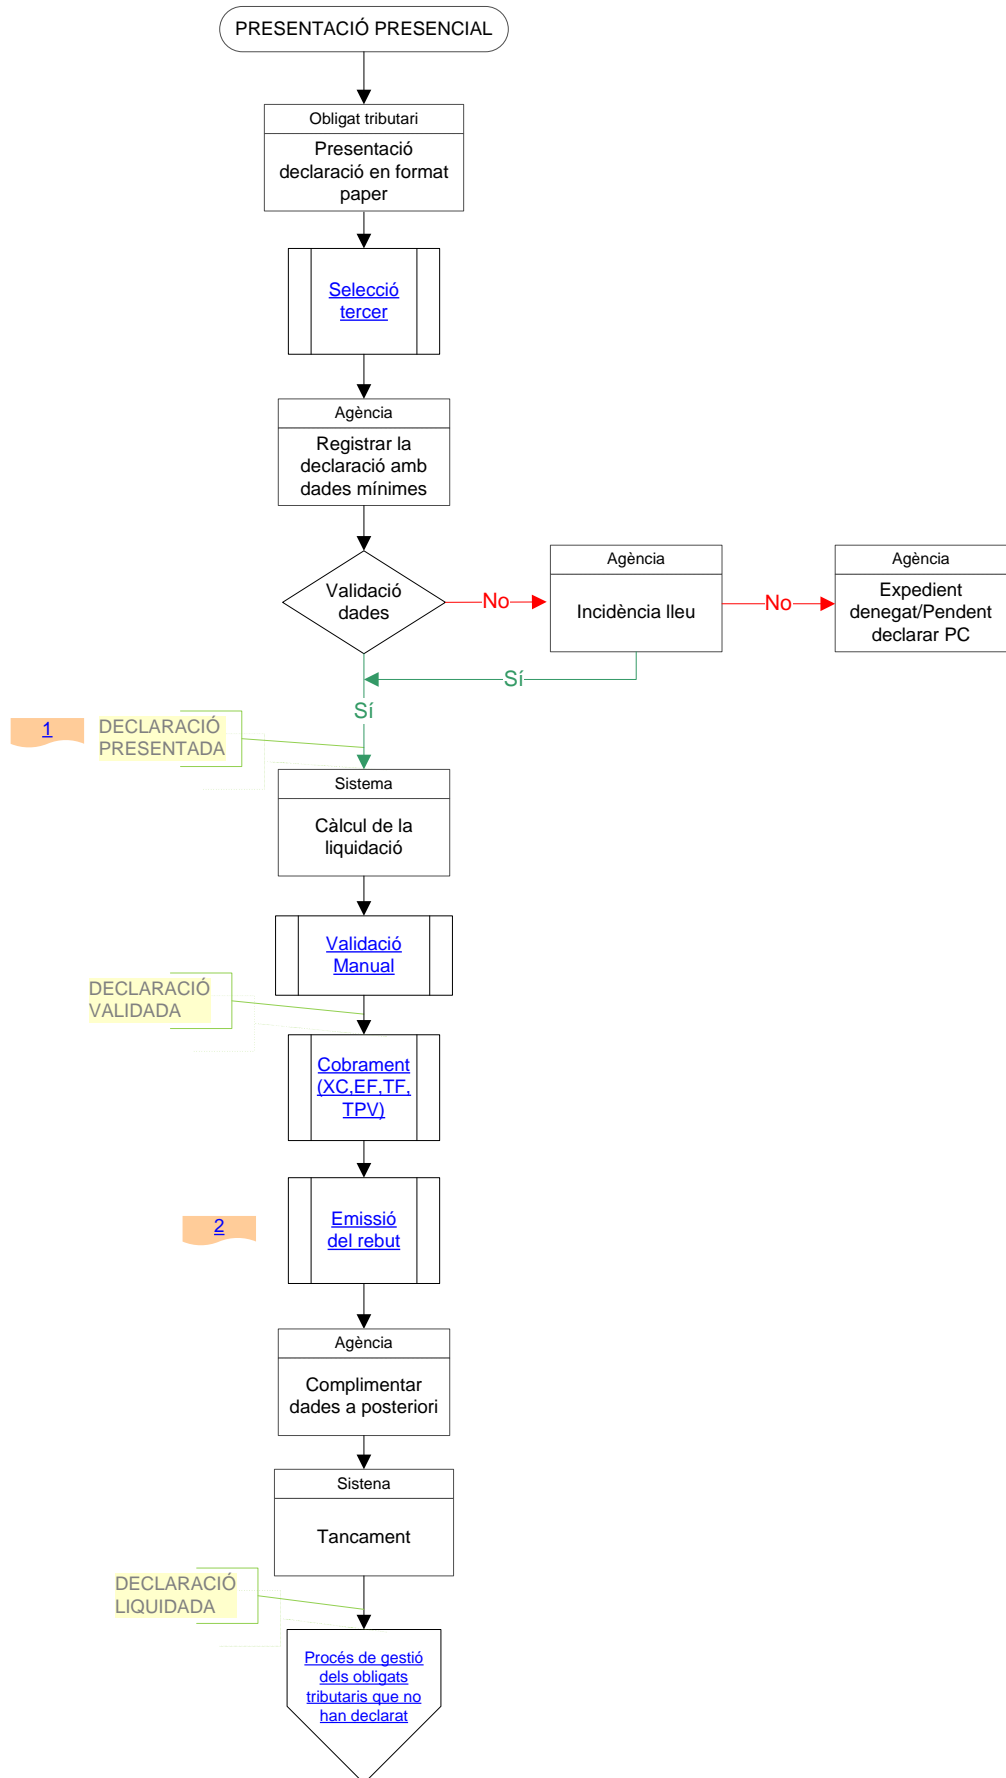 PRESENTACIÓ PRESENCIAL
Obligat tributari
Presentació
declaració en format
paper
Selecció
tercer
Agència
Registrar la
declaració amb
dades mínimes
Validació
dades
No
Agència
Incidència lleu
No
Agència
Expedient
denegat/Pendent
declarar PC
Sí
Sí
1
DECLARACIÓ
PRESENTADA
Sistema
Càlcul de la
liquidació
Validació
Manual
DECLARACIÓ
VALIDADA
Cobrament
(XC,EF,TF,
TPV)
2
Emissió
del rebut
Agència
Complimentar
dades a posteriori
Sistena
Tancament
DECLARACIÓ
LIQUIDADA
Procés de gestió
dels obligats
tributaris que no
han declarat